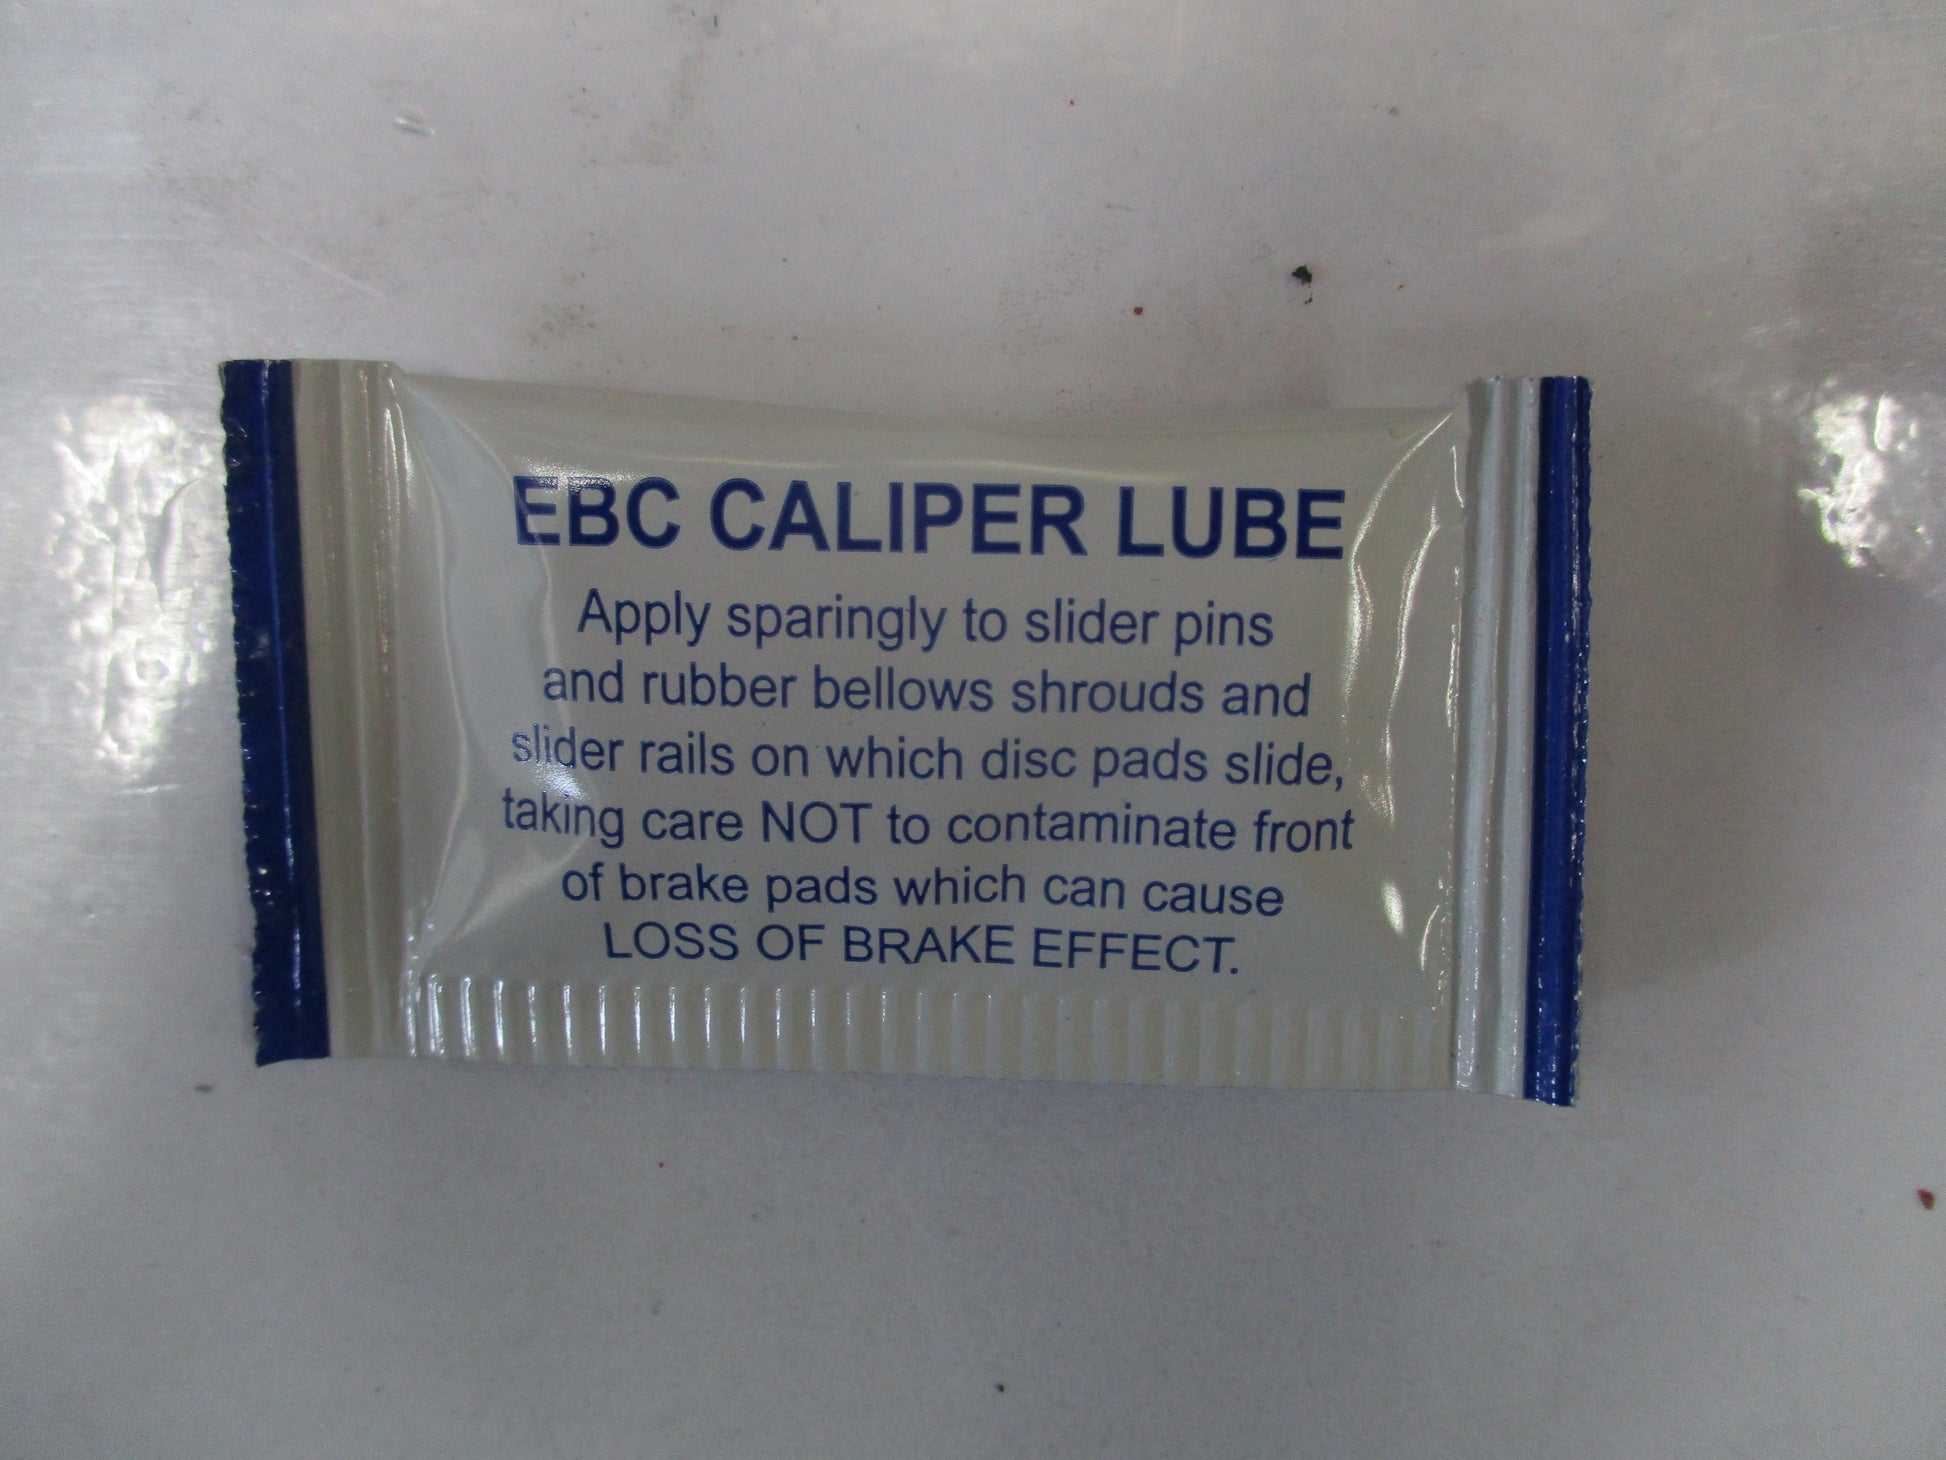 EBC CALIPER LUBE
Apply sparingly to slider pins
and rubber bellows shrouds and
slider rails on which disc pads slide,
taking care NOT to contaminate front
of brake pads which can cause
LOSS OF BRAKE EFFECT.